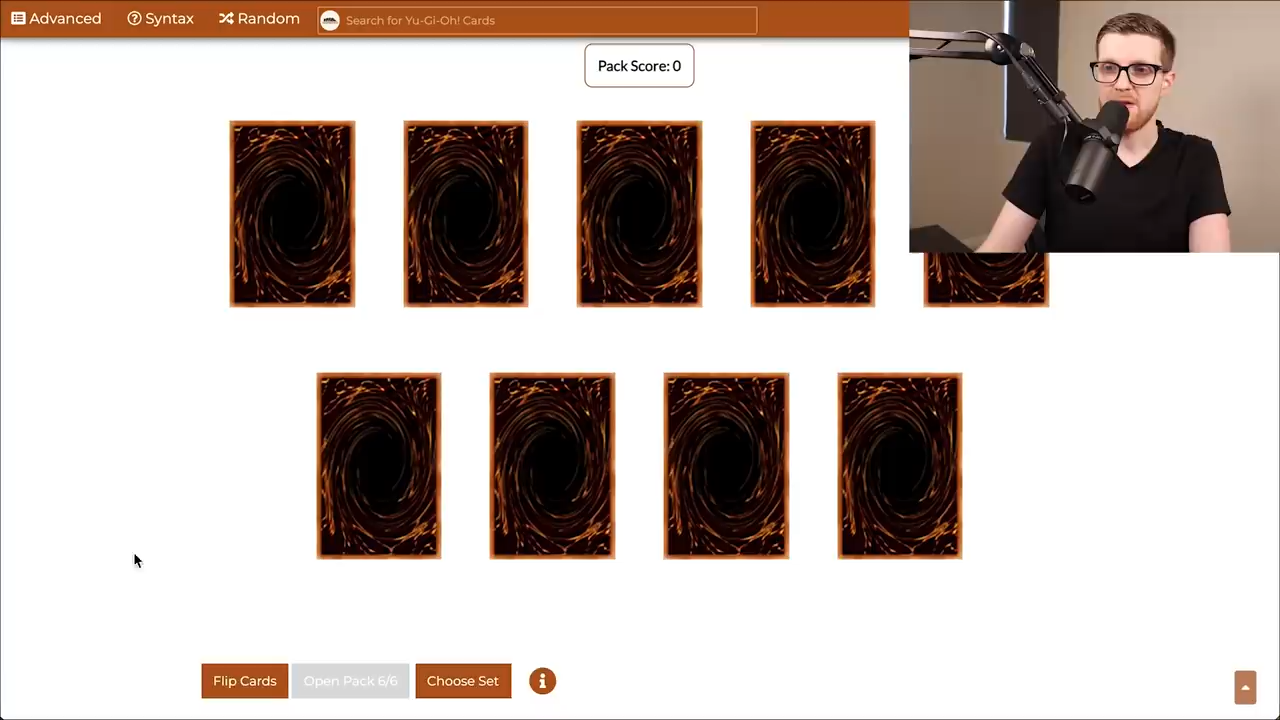 Advanced
Syntax
Random
Search for Yu-Gi-Oh! Cards
Pack Score: 0
Flip Cards
Open Pack 6/6
Choose Set